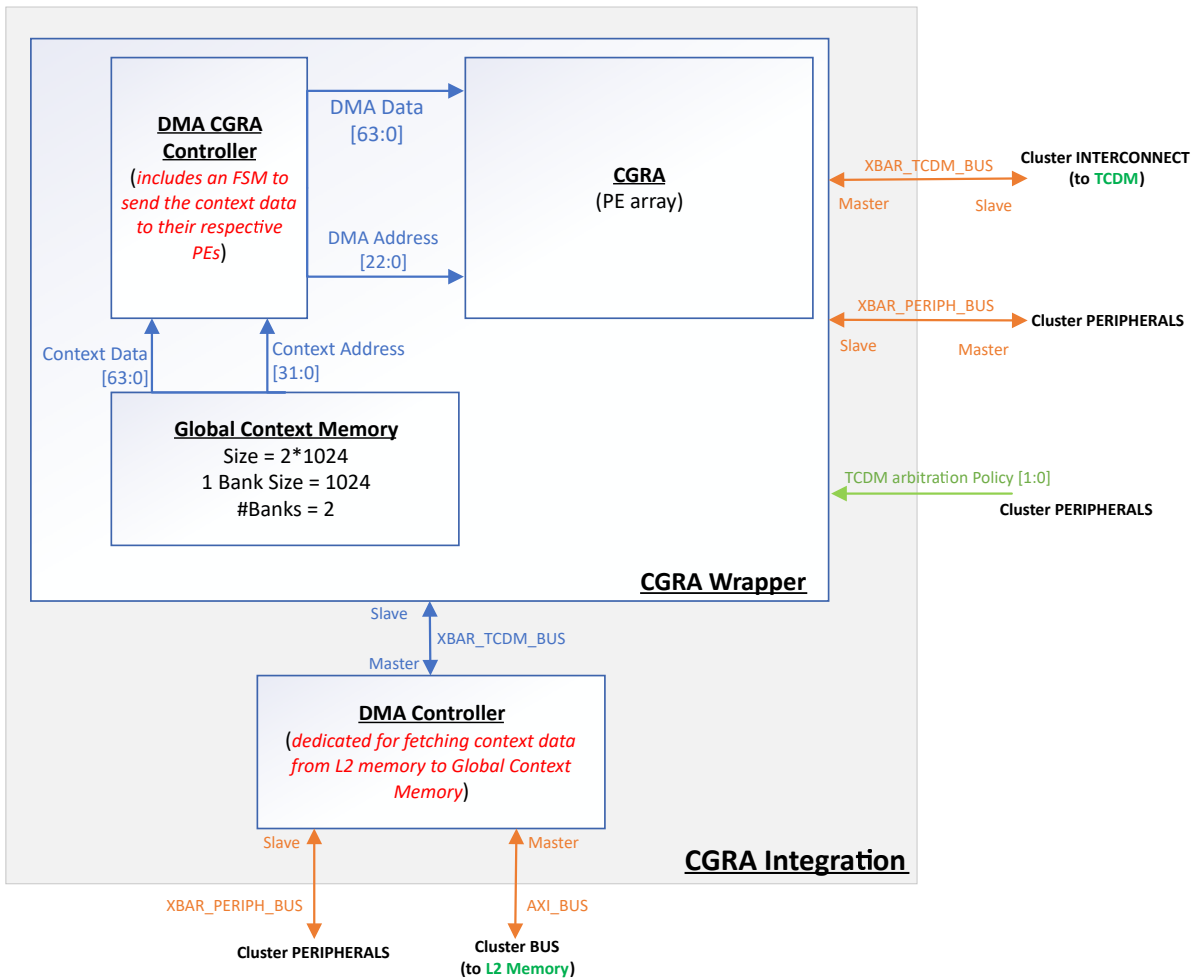 DMA CGRA
Controller
(includes an FSM to
send the context data
to their respective
PEs)
DMA Data
[63:0]
DMA Address
[22:0]
CGRA
(PE array)
XBAR_TCDM_BUS
Master
Slave
Cluster INTERCONNECT
(to TCDM)
XBAR_PERIPH_BUS
Slave
Master
Cluster PERIPHERALS
Context Data
[63:0]
Context Address
[31:0]
Global Context Memory
Size = 2*1024
1 Bank Size = 1024
#Banks = 2
TCDM arbitration Policy [1:0]
Cluster PERIPHERALS
CGRA Wrapper
Slave
XBAR_TCDM_BUS
Master
DMA Controller
(dedicated for fetching context data
from L2 memory to Global Context
Memory)
Slave
Master
CGRA Integration
XBAR_PERIPH_BUS
AXI_BUS
Cluster PERIPHERALS
Cluster BUS
(to L2 Memory)